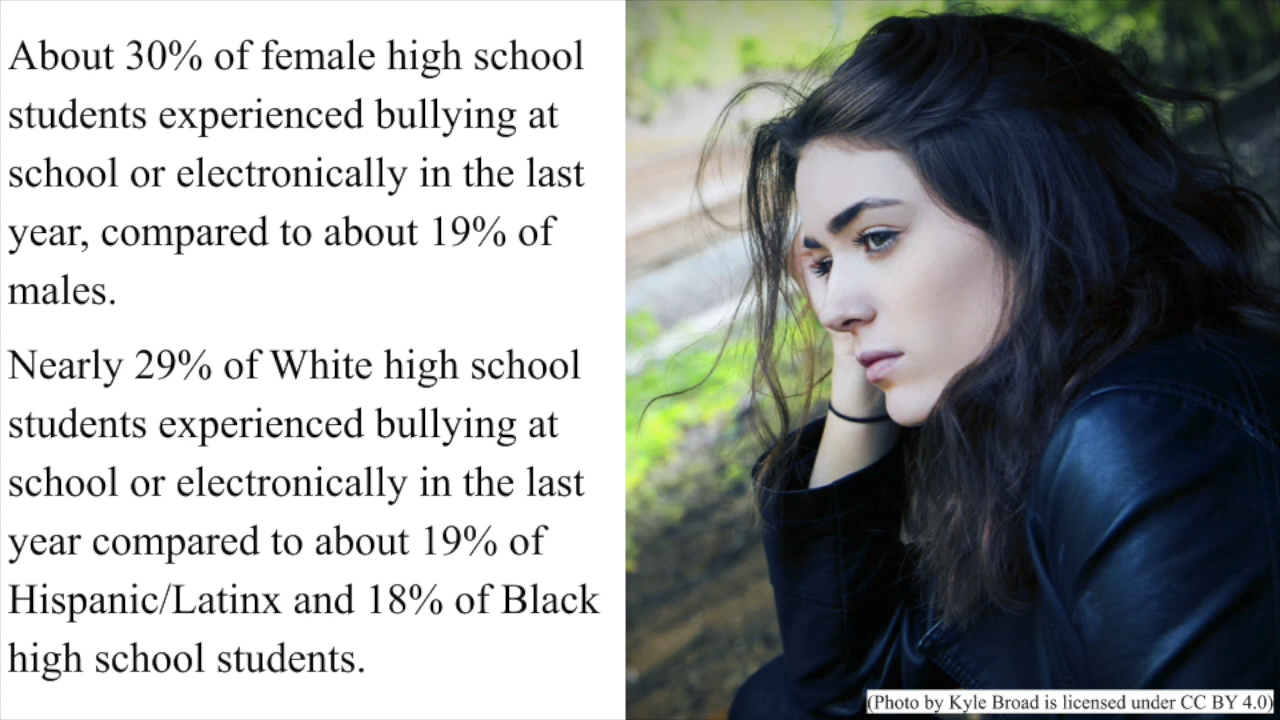 About 30% of female high school
students experienced bullying at
school or electronically in the last
year, compared to about 19% of
males.
Nearly 29% of White high school
students experienced bullying at
school or electronically in the last
year compared to about 19% of
Hispanic/Latinx and 18% of Black
high school students.
(Photo by Kyle Broad is licensed under CC BY 4.0)